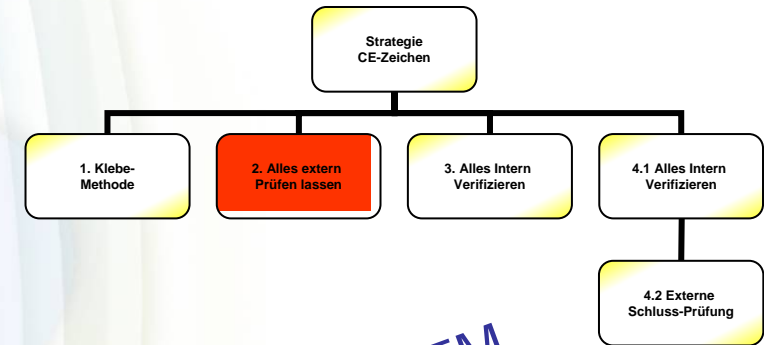 Strategie
CE-Zeichen
1. Klebe-
Methode
2. Alles extern
Prüfen lassen
3. Alles Intern
Verifizieren
4.1 Alles Intern
Verifizieren
4.2 Externe
Schluss-Prüfung